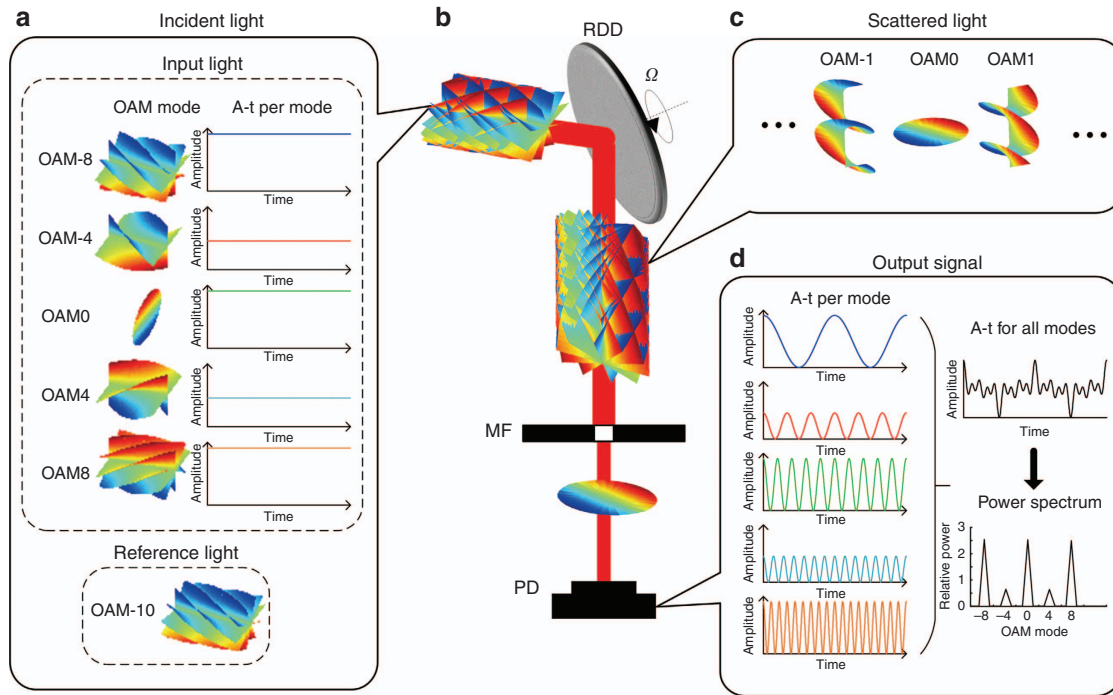 a
Incident light
Input light
OAM mode
A-t per mode
OAM-8
Amplitude
Time
OAM-4
Amplitude
Time
OAM0
Amplitude
Time
OAM4
Amplitude
Time
OAM8
Amplitude
Time
Reference light
OAM-10
b
RDD
Ω
MF
PD
c
Scattered light
OAM-1
OAM0
OAM1
d
Output signal
A-t per mode
Amplitude
Time
Amplitude
Time
Amplitude
Time
Amplitude
Time
Amplitude
Time
A-t for all modes
Amplitude
Time
Power spectrum
Relative power
3
2
1
0
−8 −4 0 4 8
OAM mode